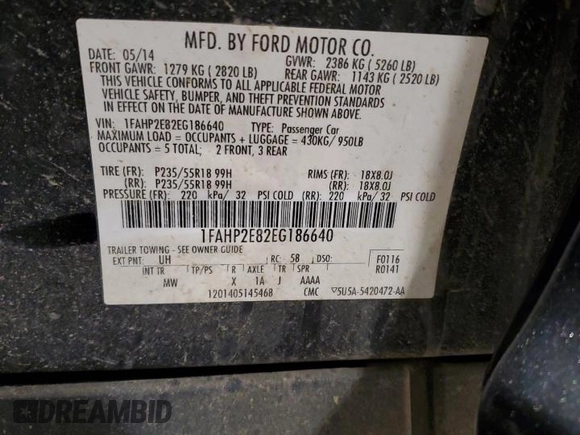 MFD. BY FORD MOTOR CO.
DATE: 05/14 GVWR: 2386 KG ( 5260 LB)
FRONT GAWR: 1279 KG ( 2820 LB) REAR GAWR: 1143 KG ( 2520 LB)
THIS VEHICLE CONFORMS TO ALL APPLICABLE FEDERAL MOTOR
VEHICLE SAFETY, BUMPER, AND THEFT PREVENTION STANDARDS
IN EFFECT ON THE DATE OF MANUFACTURE SHOWN ABOVE.
VIN: 1FAHP2E82EG186640 TYPE: Passenger Car
MAXIMUM LOAD = OCCUPANTS + LUGGAGE = 430KG/ 950LB
OCCUPANTS = 5 TOTAL; 2 FRONT, 3 REAR
TIRE (FR): P235/55R18 99H RIMS (FR): 18X8.0J
(RR): P235/55R18 99H (RR): 18X8.0J
PRESSURE (FR): 220 kPa/ 32 PSI COLD (RR): 220 kPa/ 32 PSI COLD
1FAHP2E82EG186640
TRAILER TOWING - SEE OWNER GUIDE
EXT PNT: UH RC: 58 DSO: F0116
INT TR TP/PS R AXLE TR SPR R0141
MW X 1A J AAAA
1201405145468 CMC 5U5A-5420472-AA
DREAMBID